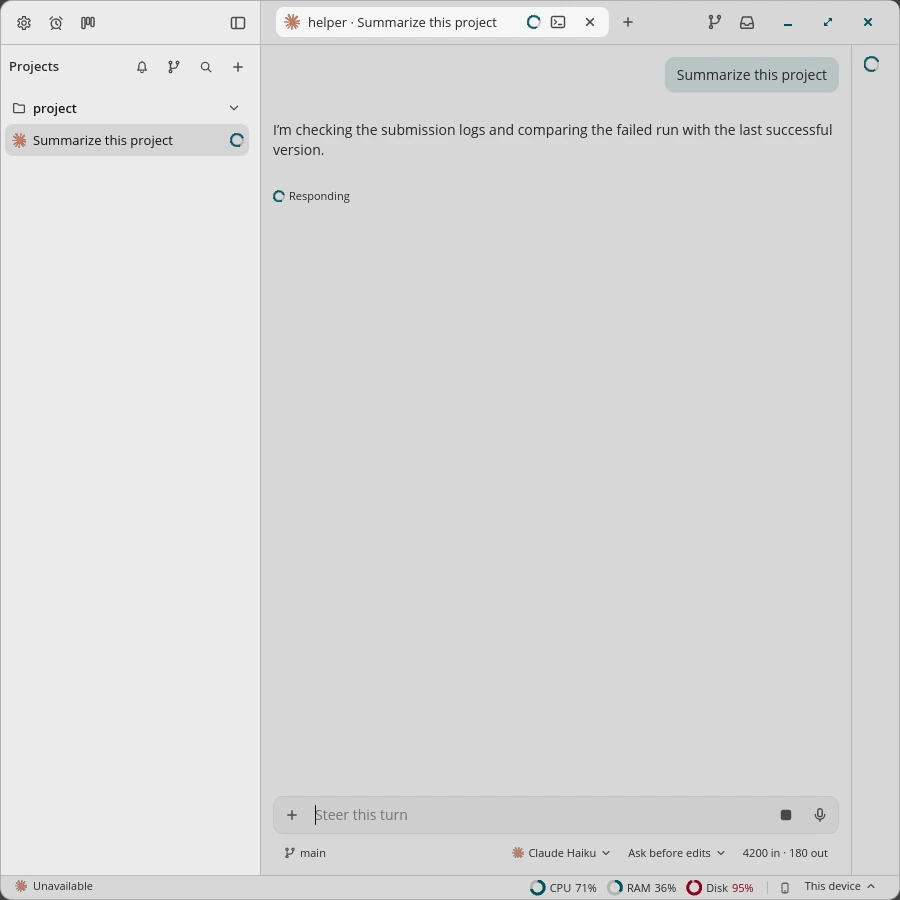 helper · Summarize this project
Projects
project
Summarize this project
Summarize this project
I'm checking the submission logs and comparing the failed run with the last successful
version.
Responding
Steer this turn
main
Claude Haiku
Ask before edits
4200 in · 180 out
Unavailable
CPU 71%
RAM 36%
Disk 95%
This device